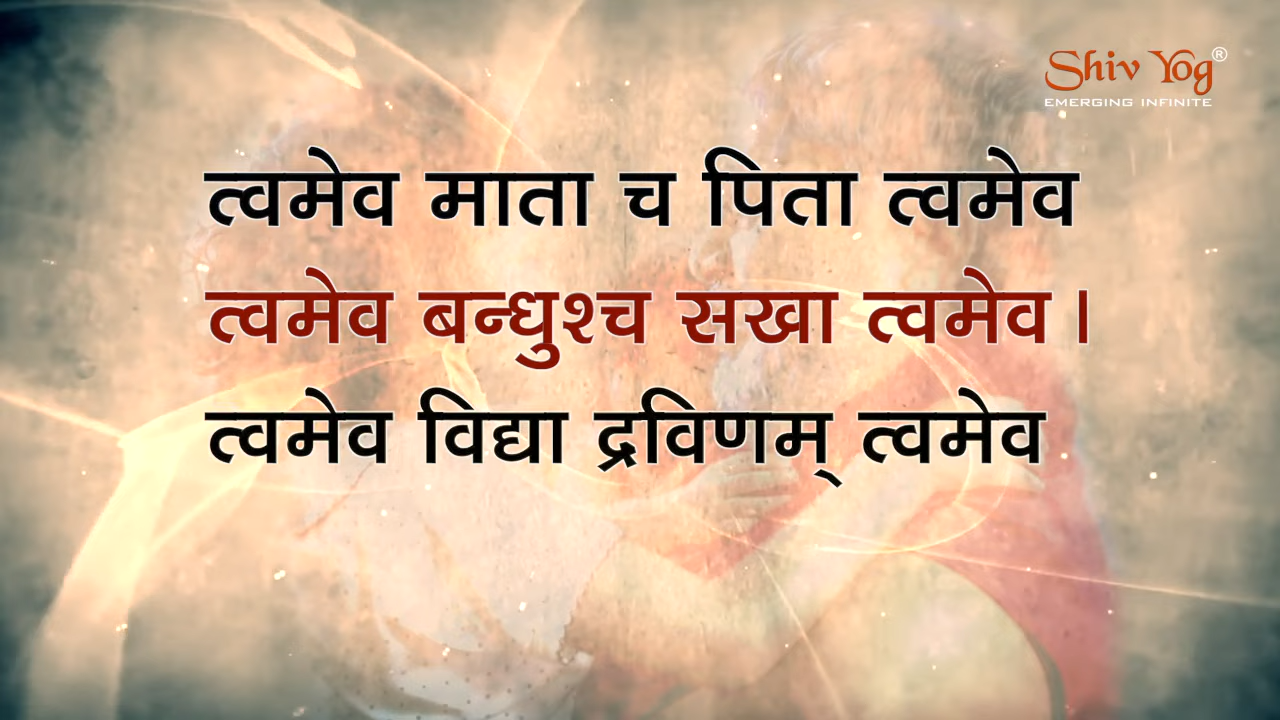 Shiv Yog®
EMERGING INFINITE
त्वमेव माता च पिता त्वमेव
त्वमेव बन्धुश्च सखा त्वमेव ।
त्वमेव विद्या द्रविणम् त्वमेव